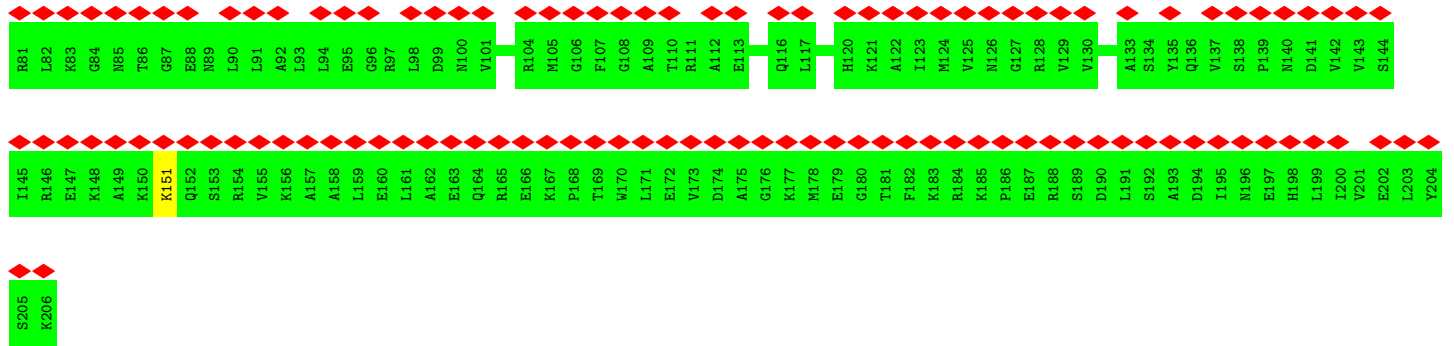 R81 L82 K83 G84 N85 T86 G87 E88 N89 L90 L91 A92 L93 L94 E95 G96 R97 L98 D99 N100 V101 R104 M105 G106 F107 G108 A109 T110 R111 A112 E113 Q116 L117 H120 K121 A122 I123 M124 V125 N126 G127 R128 V129 V130 A133 S134 Y135 Q136 V137 S138 P139 N140 D141 V142 V143 S144
I145 R146 E147 K148 A149 K150 K151 Q152 S153 R154 V155 K156 A157 A158 L159 E160 L161 A162 E163 Q164 R165 E166 K167 P168 T169 W170 L171 E172 V173 D174 A175 G176 K177 M178 E179 G180 T181 F182 K183 R184 K185 P186 E187 R188 S189 D190 L191 S192 A193 D194 I195 N196 E197 H198 L199 I200 V201 E202 L203 Y204
S205 K206